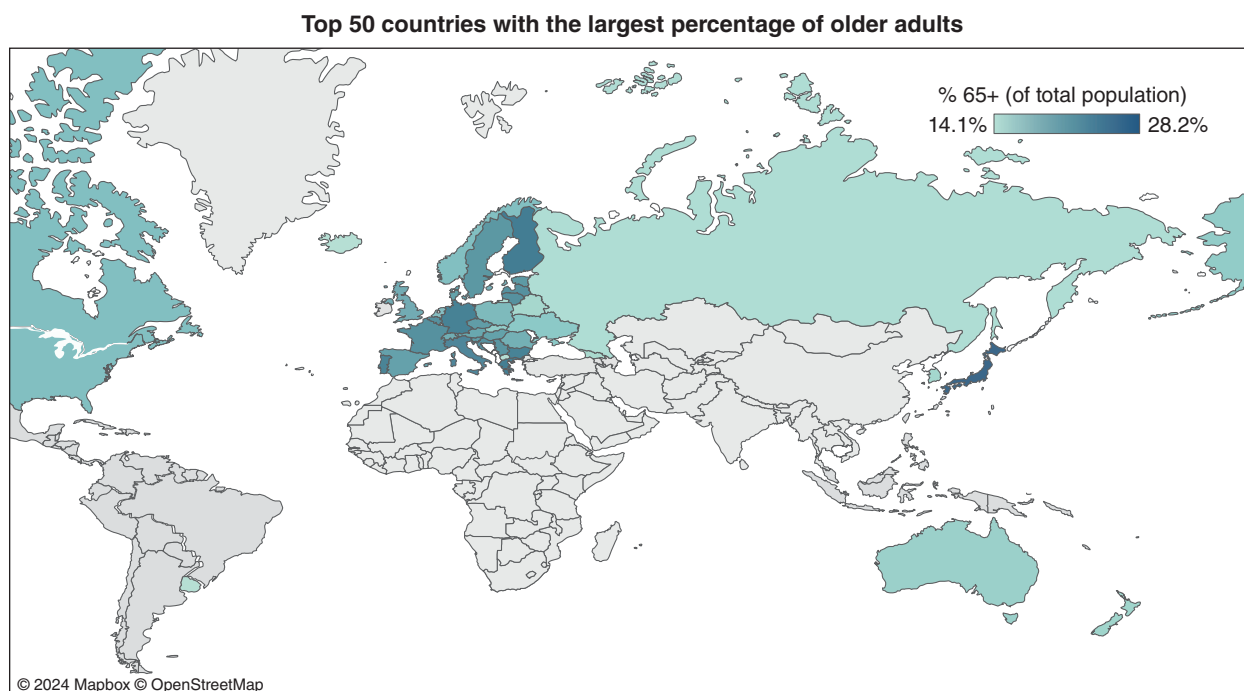 Top 50 countries with the largest percentage of older adults
% 65+ (of total population)
14.1% 28.2%
© 2024 Mapbox © OpenStreetMap